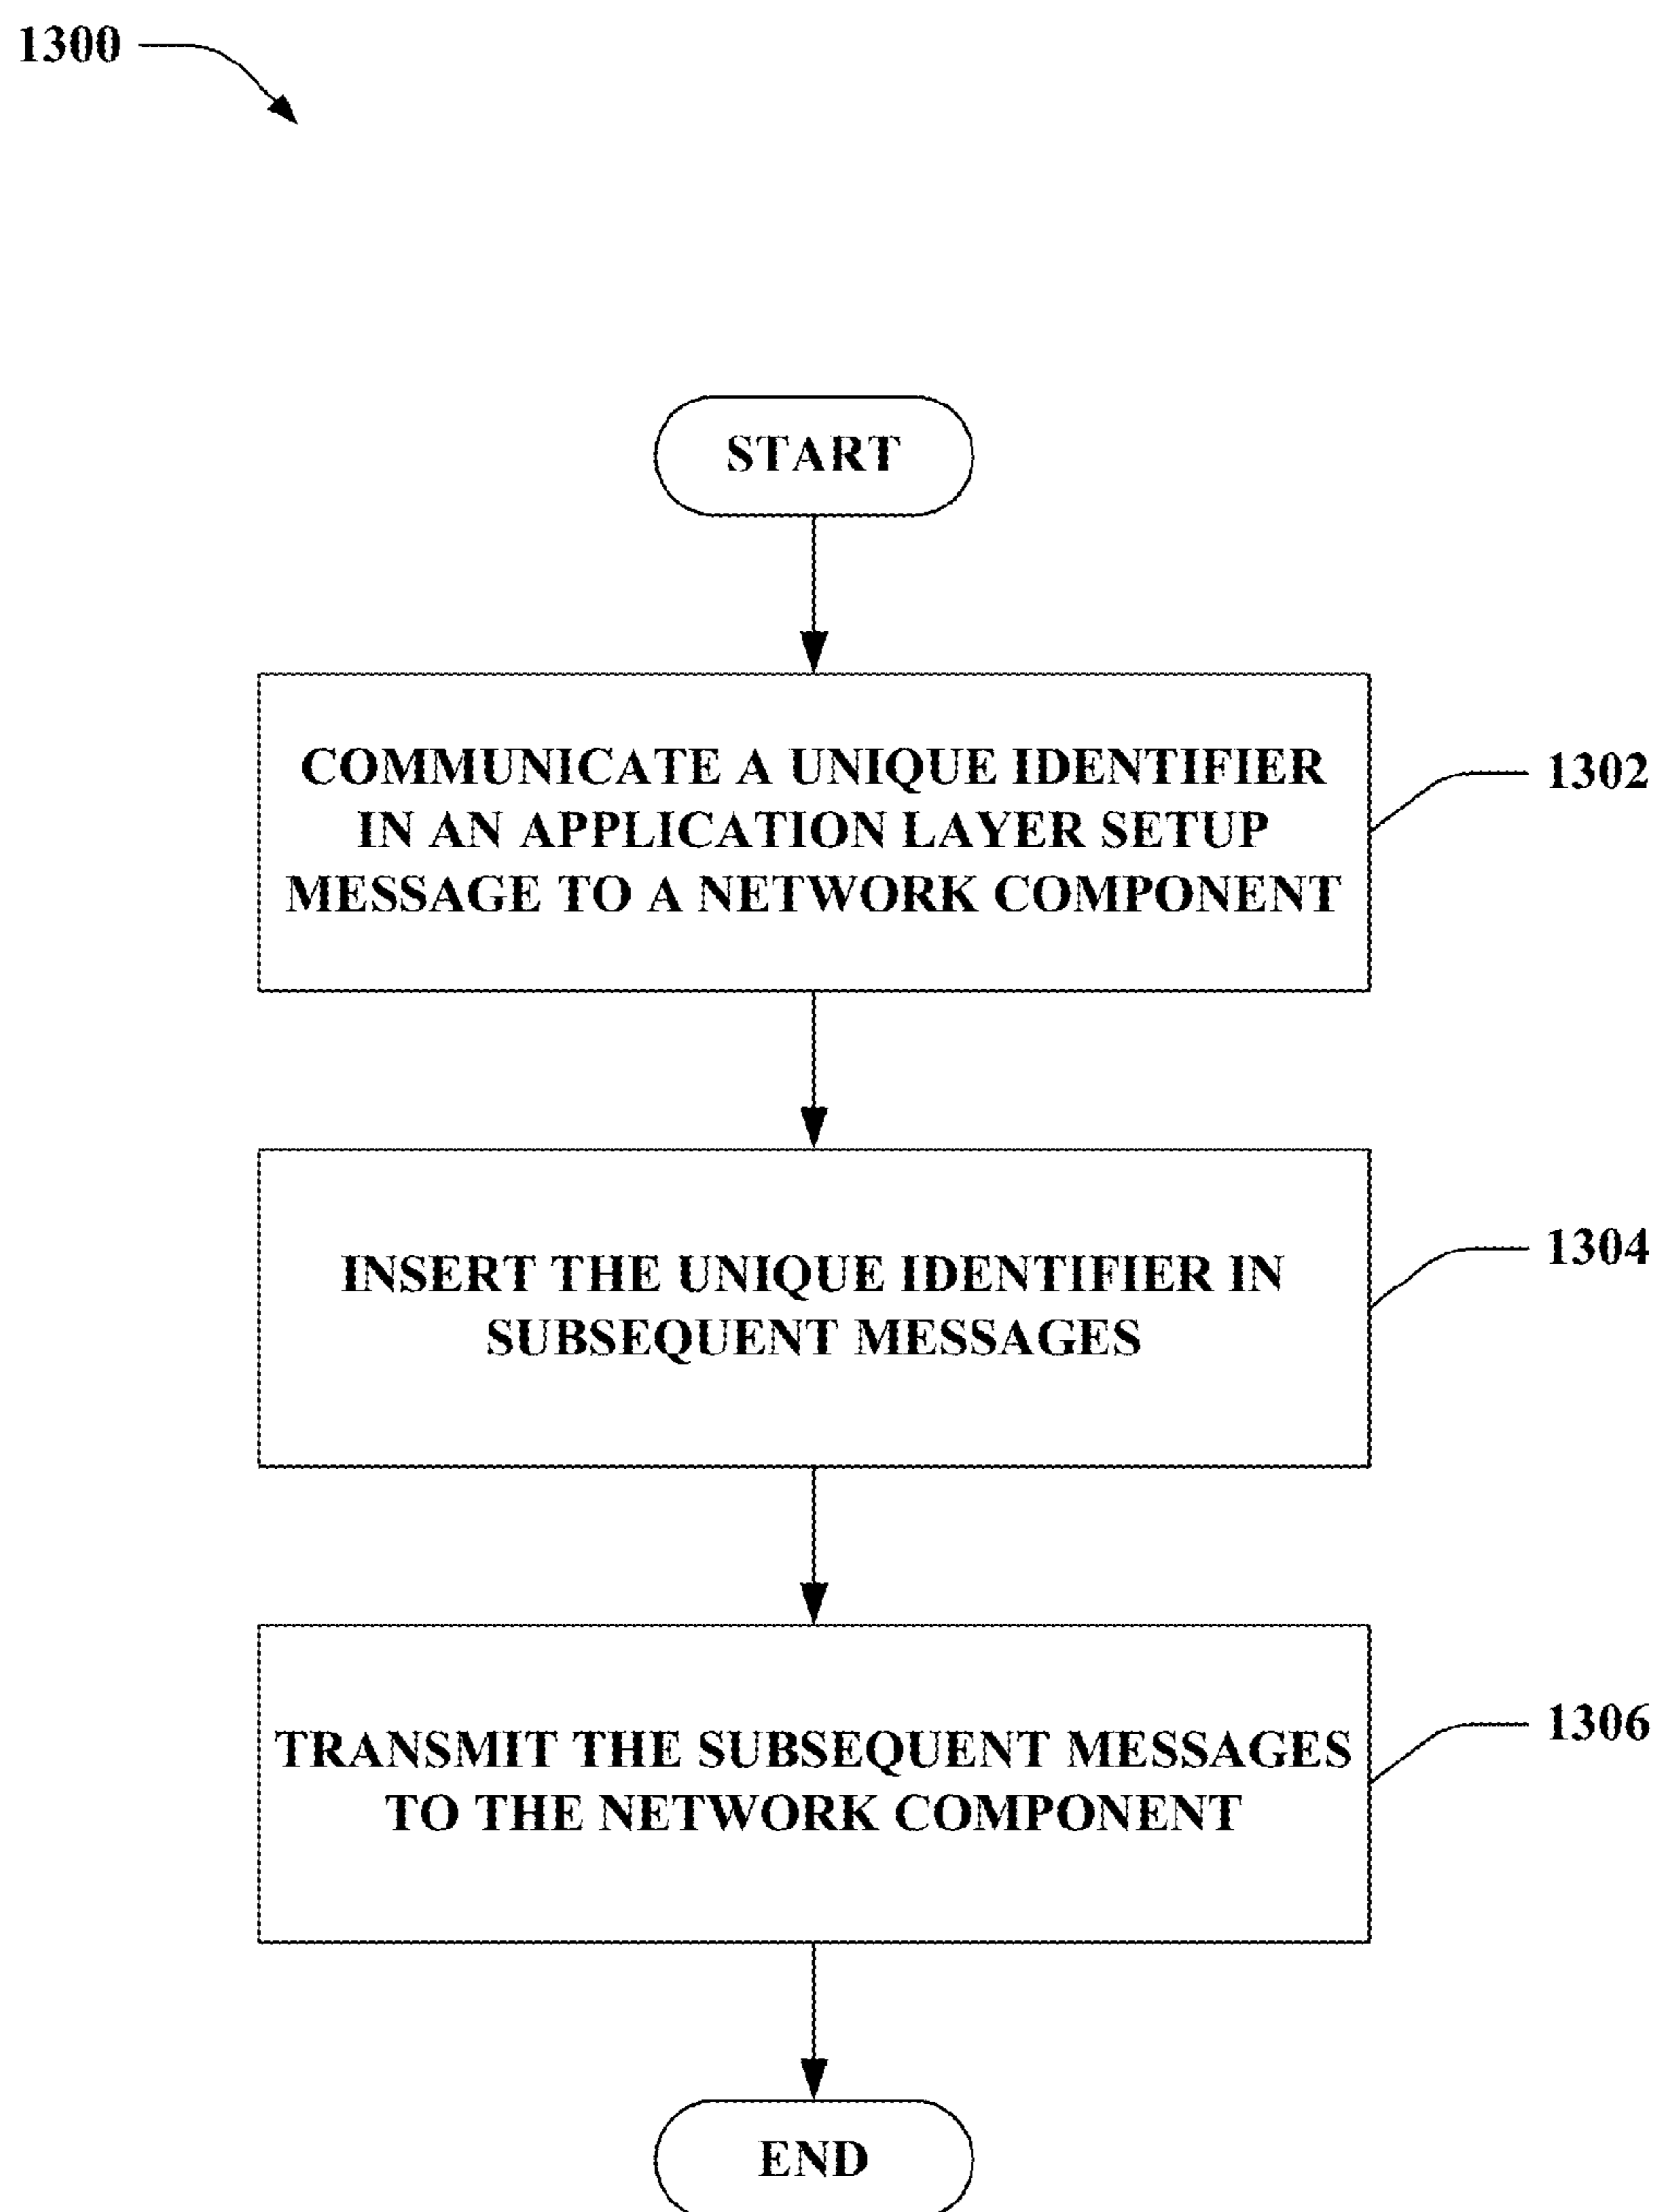 1300
START
COMMUNICATE A UNIQUE IDENTIFIER
IN AN APPLICATION LAYER SETUP
MESSAGE TO A NETWORK COMPONENT
1302
INSERT THE UNIQUE IDENTIFIER IN
SUBSEQUENT MESSAGES
1304
TRANSMIT THE SUBSEQUENT MESSAGES
TO THE NETWORK COMPONENT
1306
END